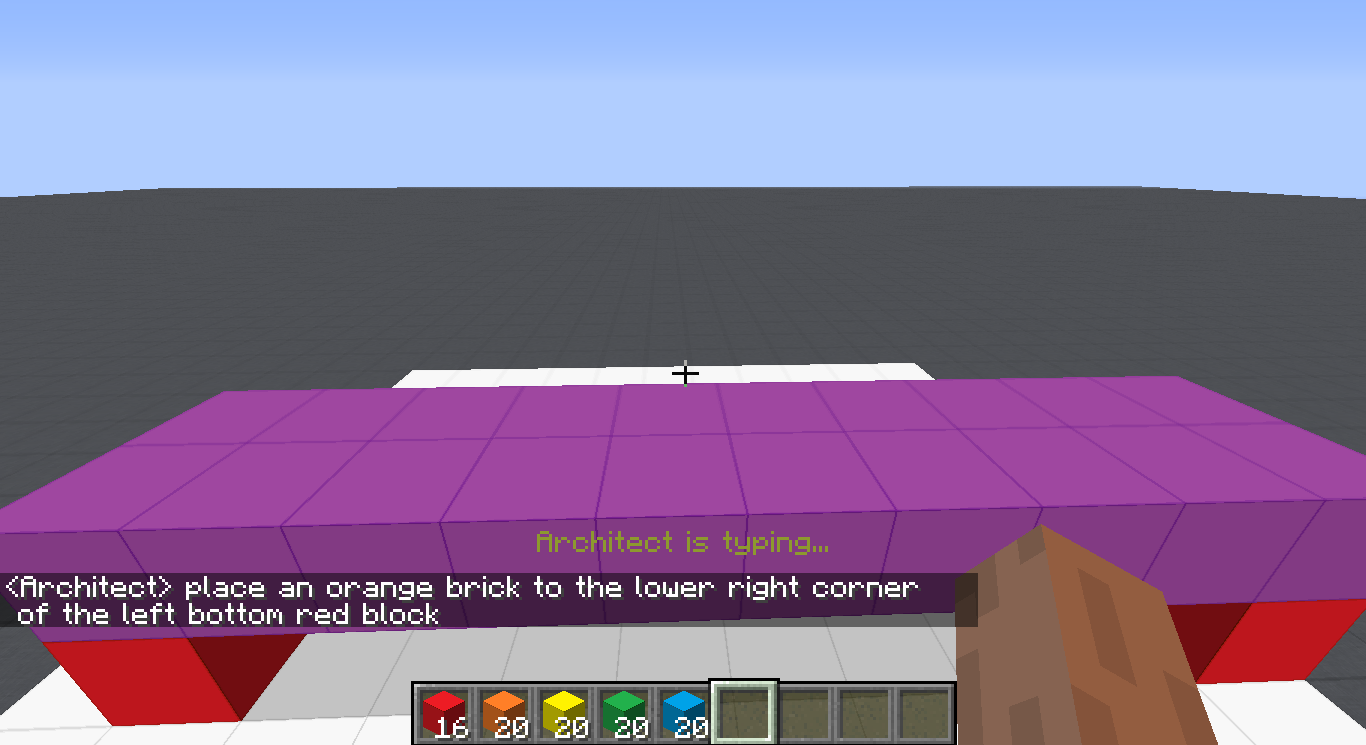 Architect is typing...
<Architect> place an orange brick to the lower right corner
of the left bottom red block
16 20 20 20 20